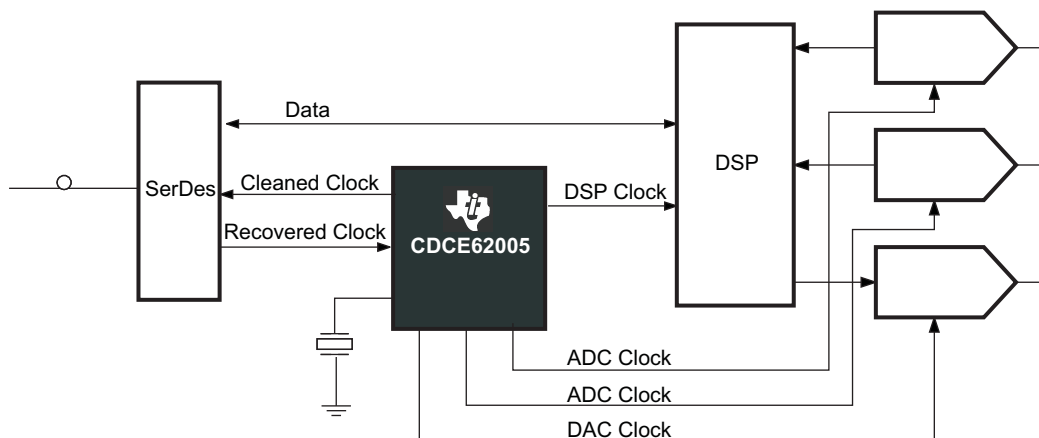 Data
DSP
SerDes
Cleaned Clock
DSP Clock
Recovered Clock
CDCE62005
ADC Clock
ADC Clock
DAC Clock